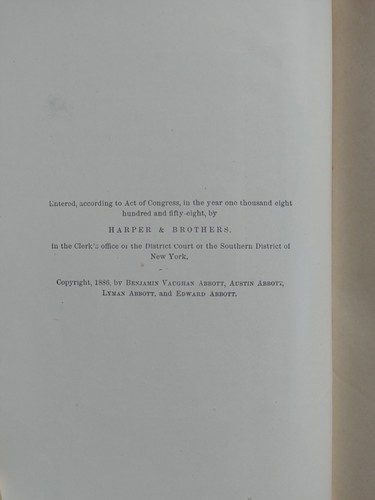 Entered, according to Act of Congress, in the year one thousand eight
hundred and fifty-eight, by
HARPER & BROTHERS,
in the Clerk's office of the District Court of the Southern District of
New York.
Copyright, 1886, by BENJAMIN VAUGHAN ABBOTT, AUSTIN ABBOTT,
LYMAN ABBOTT, and EDWARD ABBOTT.